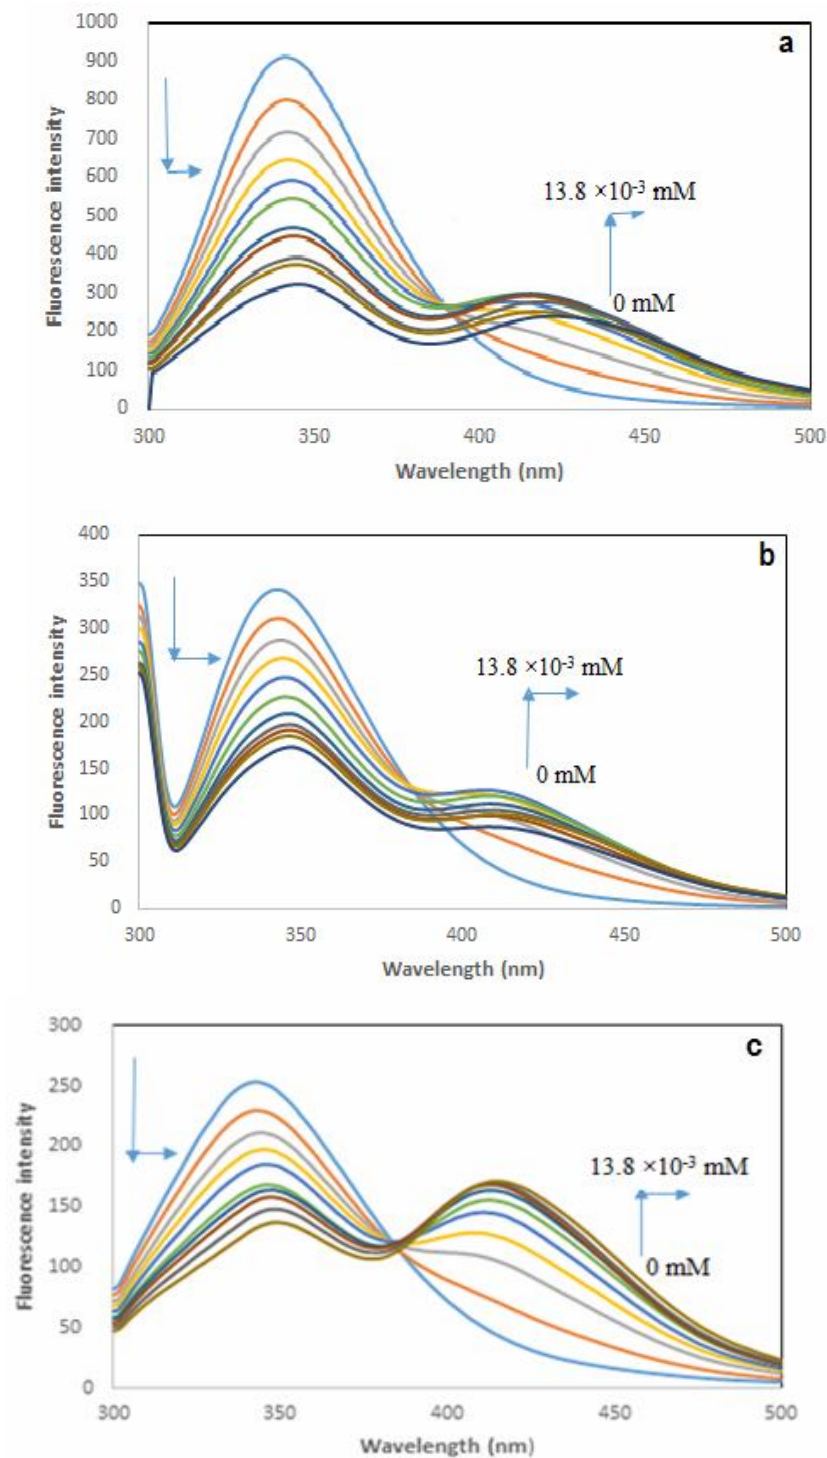 a
1000
900
800
700
600
500
400
300
200
100
0
Fluorescence intensity
13.8 ×10⁻³ mM
0 mM
300 350 400 450 500
Wavelength (nm)
b
400
350
300
250
200
150
100
50
0
Fluorescence intensity
13.8 ×10⁻³ mM
0 mM
300 350 400 450 500
Wavelength (nm)
c
300
250
200
150
100
50
0
Fluorescence intensity
13.8 ×10⁻³ mM
0 mM
300 350 400 450 500
Wavelength (nm)